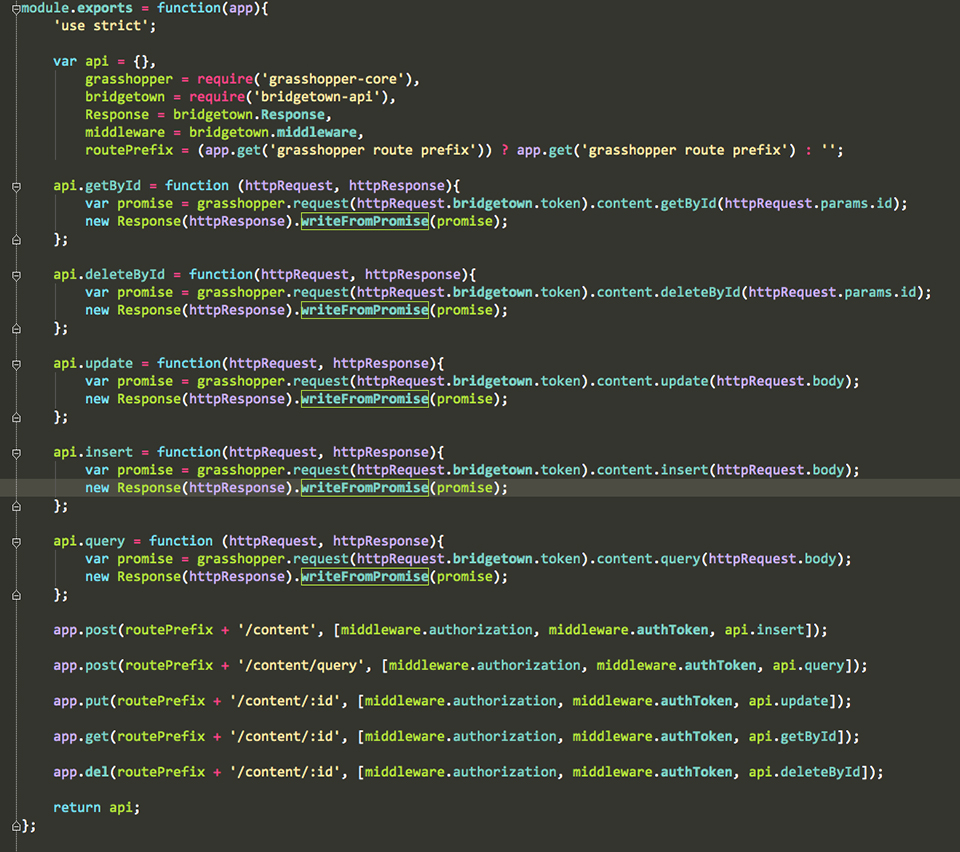 module.exports = function(app){
    'use strict';

    var api = {},
        grasshopper = require('grasshopper-core'),
        bridgetown = require('bridgetown-api'),
        Response = bridgetown.Response,
        middleware = bridgetown.middleware,
        routePrefix = (app.get('grasshopper route prefix')) ? app.get('grasshopper route prefix') : '';

    api.getById = function (httpRequest, httpResponse){
        var promise = grasshopper.request(httpRequest.bridgetown.token).content.getById(httpRequest.params.id);
        new Response(httpResponse).writeFromPromise(promise);
    };

    api.deleteById = function(httpRequest, httpResponse){
        var promise = grasshopper.request(httpRequest.bridgetown.token).content.deleteById(httpRequest.params.id);
        new Response(httpResponse).writeFromPromise(promise);
    };

    api.update = function(httpRequest, httpResponse){
        var promise = grasshopper.request(httpRequest.bridgetown.token).content.update(httpRequest.body);
        new Response(httpResponse).writeFromPromise(promise);
    };

    api.insert = function(httpRequest, httpResponse){
        var promise = grasshopper.request(httpRequest.bridgetown.token).content.insert(httpRequest.body);
        new Response(httpResponse).writeFromPromise(promise);
    };

    api.query = function (httpRequest, httpResponse){
        var promise = grasshopper.request(httpRequest.bridgetown.token).content.query(httpRequest.body);
        new Response(httpResponse).writeFromPromise(promise);
    };

    app.post(routePrefix + '/content', [middleware.authorization, middleware.authToken, api.insert]);

    app.post(routePrefix + '/content/query', [middleware.authorization, middleware.authToken, api.query]);

    app.put(routePrefix + '/content/:id', [middleware.authorization, middleware.authToken, api.update]);

    app.get(routePrefix + '/content/:id', [middleware.authorization, middleware.authToken, api.getById]);

    app.del(routePrefix + '/content/:id', [middleware.authorization, middleware.authToken, api.deleteById]);

    return api;
};